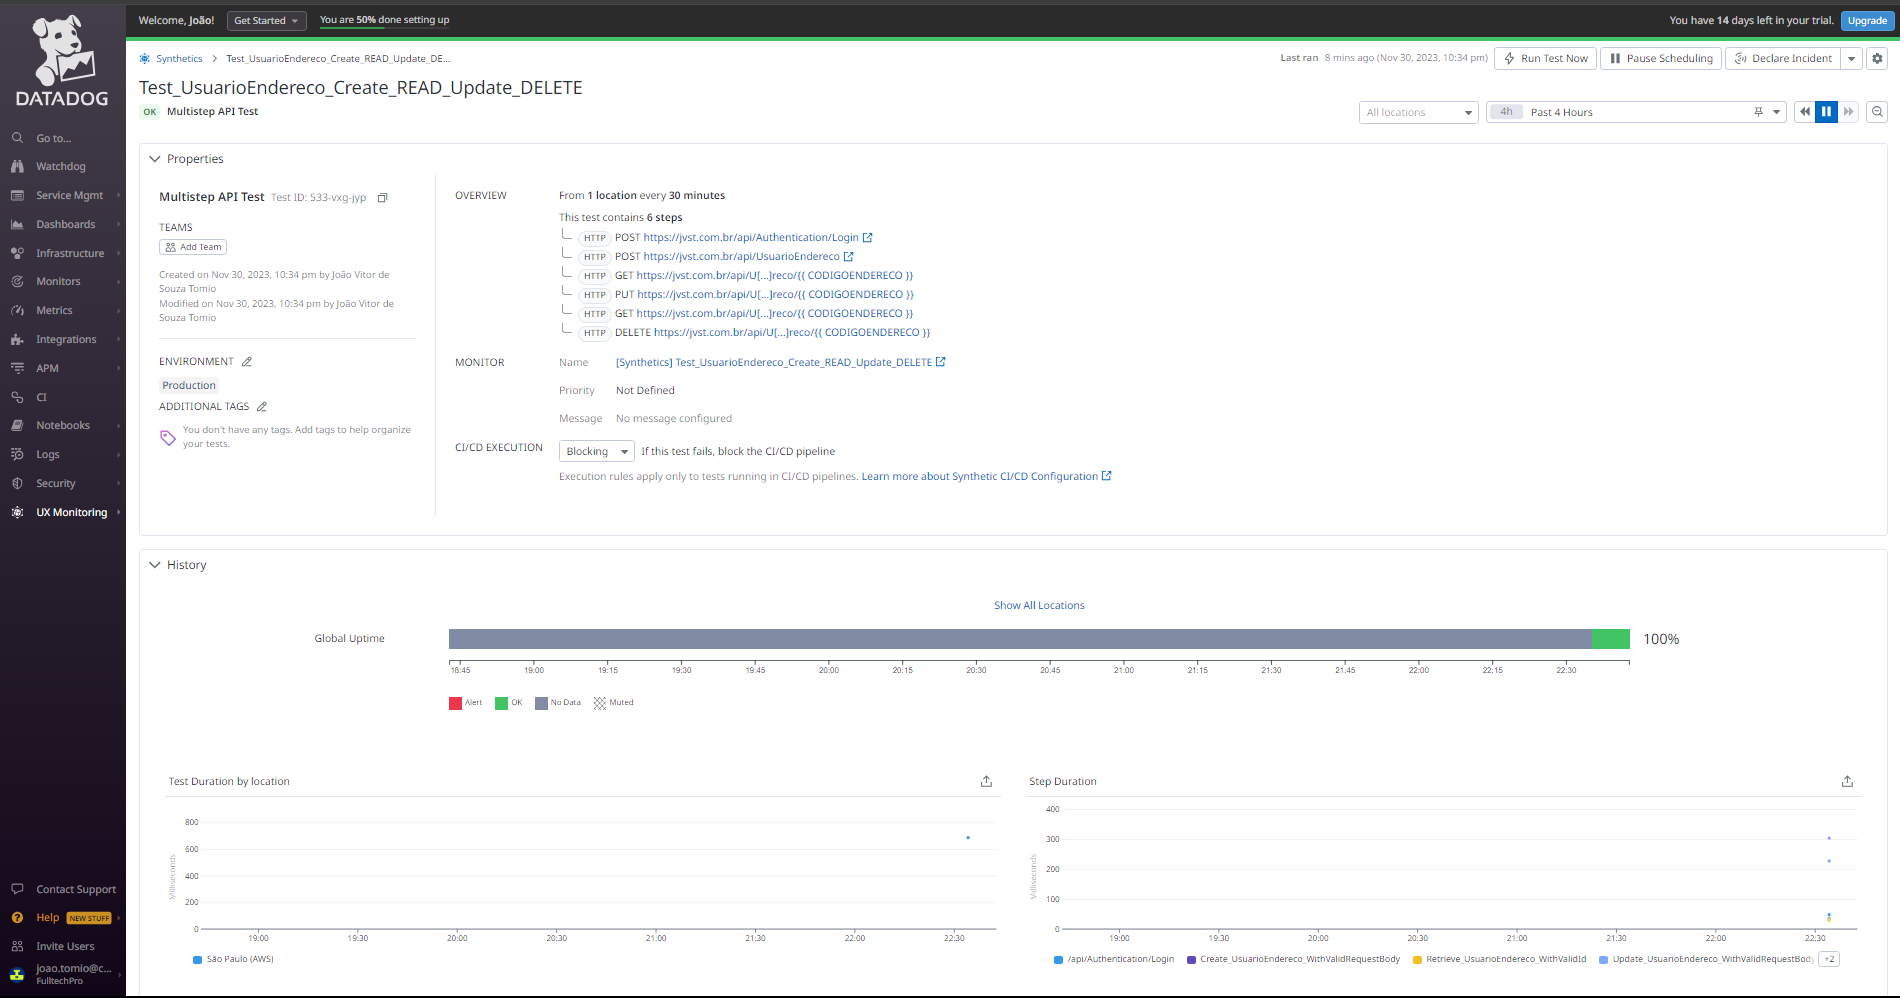 Welcome, João!
Get Started
You are 50% done setting up
You have 14 days left in your trial.
Upgrade
DATADOG
Go to...
Watchdog
Service Mgmt
Dashboards
Infrastructure
Monitors
Metrics
Integrations
APM
CI
Notebooks
Logs
Security
UX Monitoring
Contact Support
Help NEW STUFF
Invite Users
joao.tomio@c...
FulltechPro
Synthetics > Test_UsuarioEndereco_Create_READ_Update_DE...
Last ran 8 mins ago (Nov 30, 2023, 10:34 pm)
Run Test Now
Pause Scheduling
Declare Incident
Test_UsuarioEndereco_Create_READ_Update_DELETE
OK Multistep API Test
All locations
4h Past 4 Hours
Properties
Multistep API Test Test ID: 533-vxg-jyp
TEAMS
Add Team
Created on Nov 30, 2023, 10:34 pm by João Vitor de
Souza Tomio
Modified on Nov 30, 2023, 10:34 pm by João Vitor de
Souza Tomio
ENVIRONMENT
Production
ADDITIONAL TAGS
You don't have any tags. Add tags to help organize
your tests.
OVERVIEW
From 1 location every 30 minutes
This test contains 6 steps
HTTP POST https://jvst.com.br/api/Authentication/Login
HTTP POST https://jvst.com.br/api/UsuarioEndereco
HTTP GET https://jvst.com.br/api/U[...]reco/{{ CODIGOENDERECO }}
HTTP PUT https://jvst.com.br/api/U[...]reco/{{ CODIGOENDERECO }}
HTTP GET https://jvst.com.br/api/U[...]reco/{{ CODIGOENDERECO }}
HTTP DELETE https://jvst.com.br/api/U[...]reco/{{ CODIGOENDERECO }}
MONITOR
Name [Synthetics] Test_UsuarioEndereco_Create_READ_Update_DELETE
Priority Not Defined
Message No message configured
CI/CD EXECUTION
Blocking If this test fails, block the CI/CD pipeline
Execution rules apply only to tests running in CI/CD pipelines. Learn more about Synthetic CI/CD Configuration
History
Show All Locations
Global Uptime
100%
18:45 19:00 19:15 19:30 19:45 20:00 20:15 20:30 20:45 21:00 21:15 21:30 21:45 22:00 22:15 22:30
Alert OK No Data Muted
Test Duration by location
Milliseconds
800
600
400
200
0
19:00 19:30 20:00 20:30 21:00 21:30 22:00 22:30
São Paulo (AWS)
Step Duration
Milliseconds
400
300
200
100
0
19:00 19:30 20:00 20:30 21:00 21:30 22:00 22:30
/api/Authentication/Login Create_UsuarioEndereco_WithValidRequestBody Retrieve_UsuarioEndereco_WithValidId Update_UsuarioEndereco_WithValidRequestBody +2